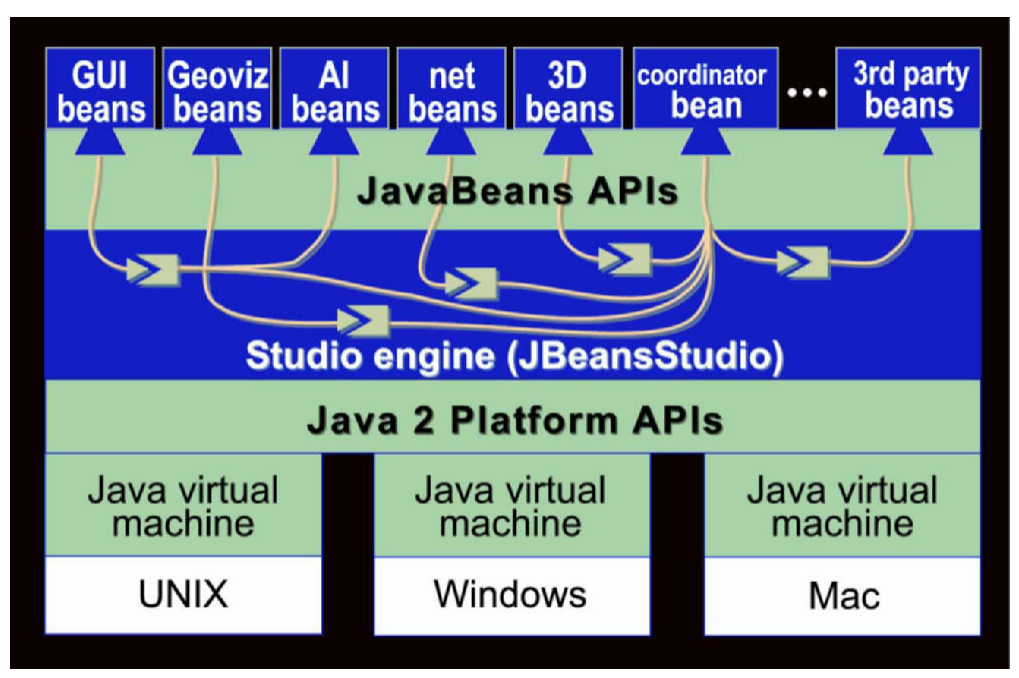 GUI
beans
Geoviz
beans
AI
beans
net
beans
3D
beans
coordinator
bean
...
3rd party
beans
JavaBeans APIs
Studio engine (JBeansStudio)
Java 2 Platform APIs
Java virtual
machine
Java virtual
machine
Java virtual
machine
UNIX
Windows
Mac